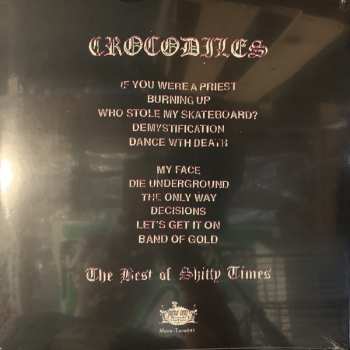 CROCODILES
IF YOU WERE A PRIEST
BURNING UP
WHO STOLE MY SKATEBOARD?
DEMYSTIFICATION
DANCE WTH DEATH
MY FACE
DIE UNDERGROUND
THE ONLY WAY
DECISIONS
LET'S GET IT ON
BAND OF GOLD
The Best of Shitty Times